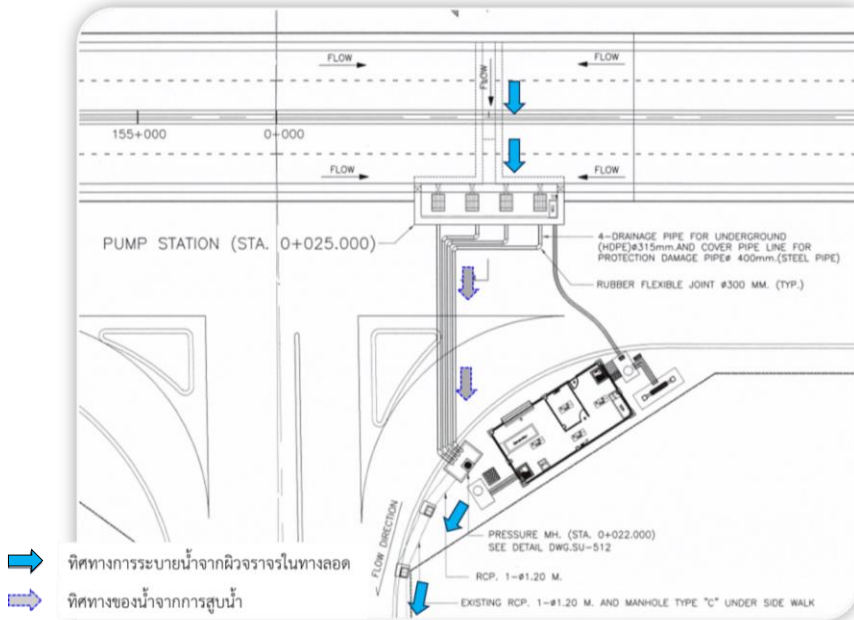 FLOW
FLOW
FLOW
155+000
0+000
FLOW
FLOW
PUMP STATION (STA. 0+025.000)
4-DRAINAGE PIPE FOR UNDERGROUND
(HDPE)ø315mm.AND COVER PIPE LINE FOR
PROTECTION DAMAGE PIPEø 400mm.(STEEL PIPE)
RUBBER FLEXIBLE JOINT ø300 MM. (TYP.)
FLOW DIRECTION
PRESSURE MH. (STA. 0+022.000)
SEE DETAIL DWG.SU-512
RCP. 1-ø1.20 M.
EXISTING RCP. 1-ø1.20 M. AND MANHOLE TYPE "C" UNDER SIDE WALK
ทิศทางการระบายน้ำจากผิวจราจรในทางลอด
ทิศทางของน้ำจากการสูบน้ำ